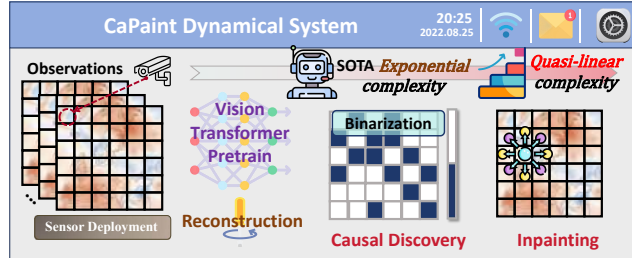 CaPaint Dynamical System
20:25
2022.08.25
1
Observations
SOTA Exponential
complexity
Quasi-linear
complexity
Vision
Transformer
Pretrain
Binarization
Sensor Deployment
Reconstruction
Causal Discovery
Inpainting